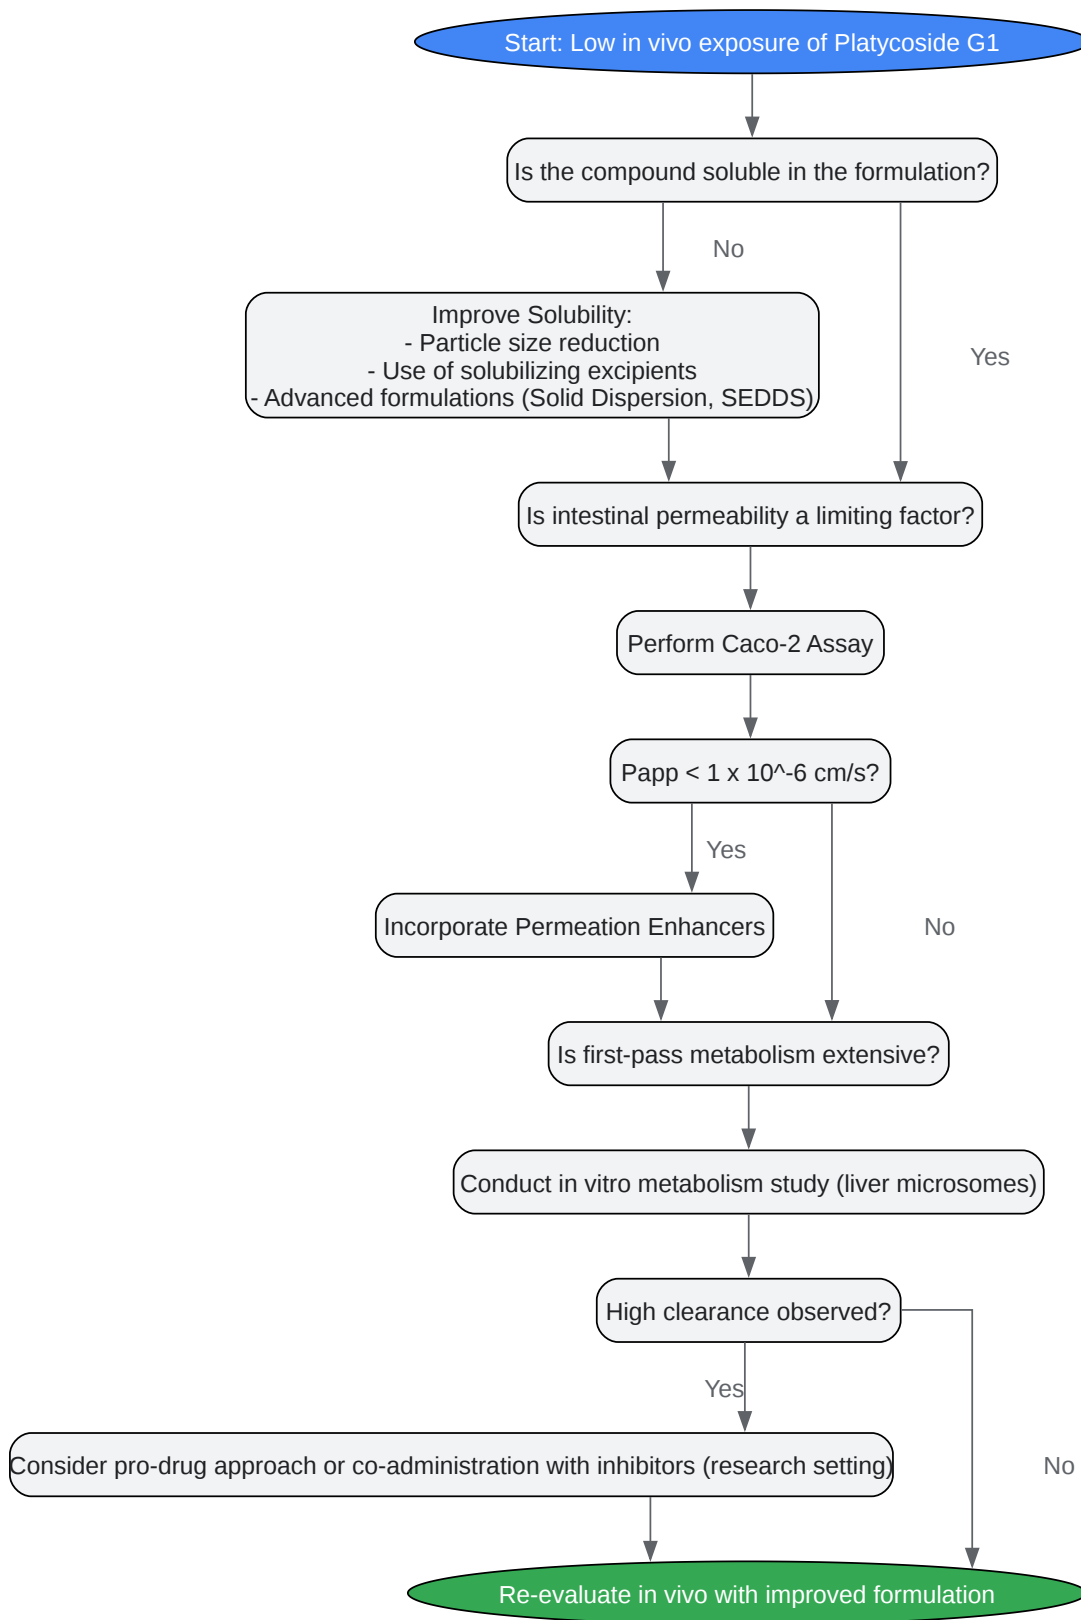 Start: Low in vivo exposure of Platycoside G1
Is the compound soluble in the formulation?
No
Improve Solubility:
- Particle size reduction
- Use of solubilizing excipients
- Advanced formulations (Solid Dispersion, SEDDS)
Yes
Is intestinal permeability a limiting factor?
Perform Caco-2 Assay
Papp < 1 x 10^-6 cm/s?
Yes
Incorporate Permeation Enhancers
No
Is first-pass metabolism extensive?
Conduct in vitro metabolism study (liver microsomes)
High clearance observed?
Yes
Consider pro-drug approach or co-administration with inhibitors (research setting)
No
Re-evaluate in vivo with improved formulation